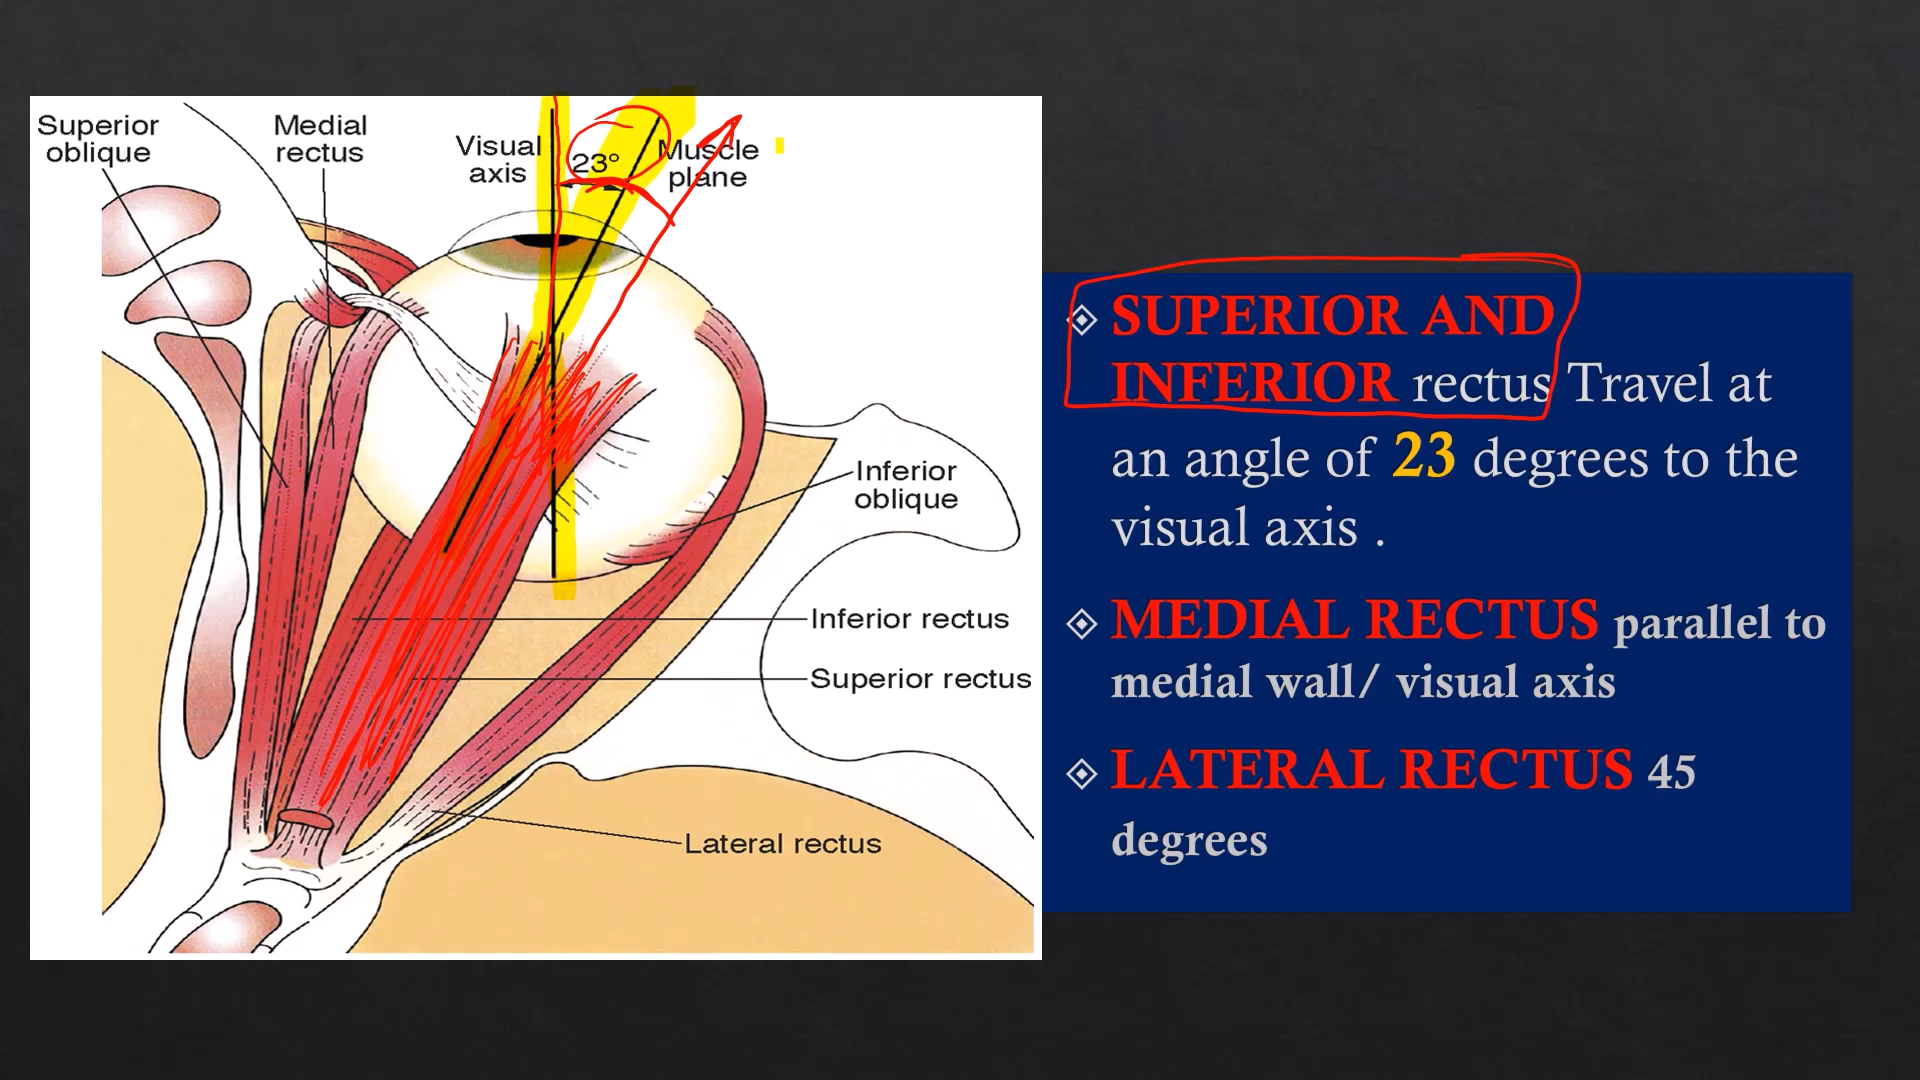 Superior
oblique
Medial
rectus
Visual
axis
23°
Muscle
plane
Inferior
oblique
Inferior rectus
Superior rectus
Lateral rectus
SUPERIOR AND
INFERIOR rectus Travel at
an angle of 23 degrees to the
visual axis .
MEDIAL RECTUS parallel to
medial wall/ visual axis
LATERAL RECTUS 45
degrees